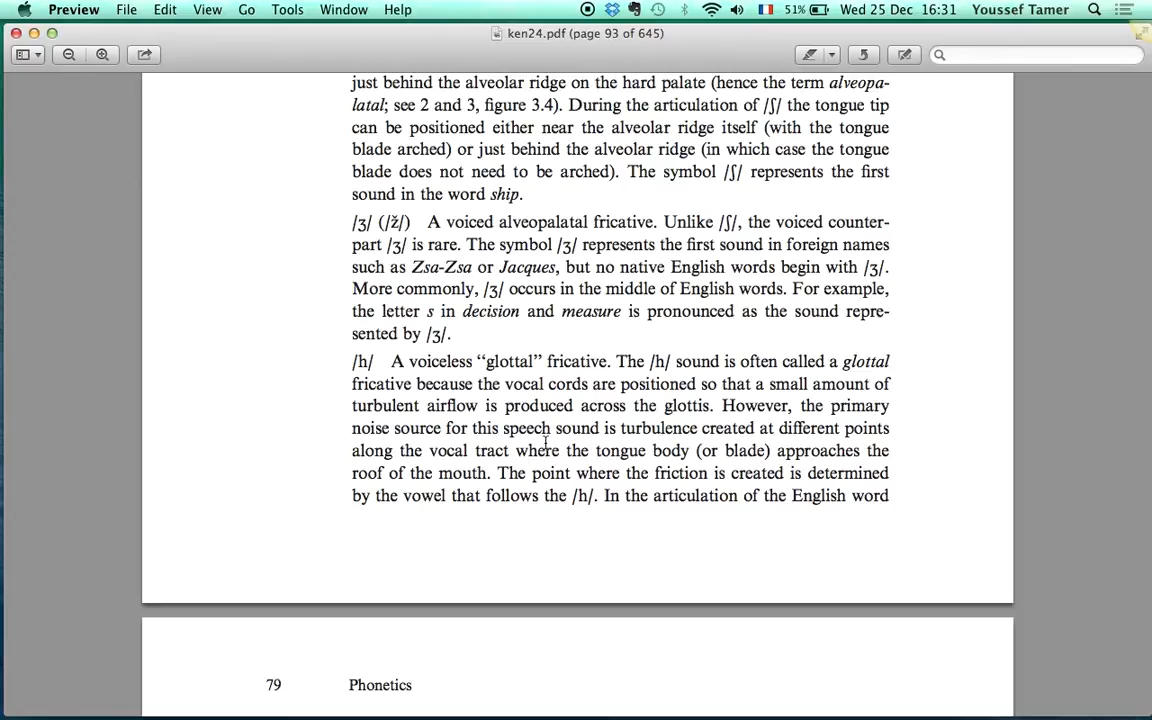 Preview File Edit View Go Tools Window Help 51% Wed 25 Dec 16:31 Youssef Tamer
ken24.pdf (page 93 of 645)
just behind the alveolar ridge on the hard palate (hence the term alveopa-
latal; see 2 and 3, figure 3.4). During the articulation of /ʃ/ the tongue tip
can be positioned either near the alveolar ridge itself (with the tongue
blade arched) or just behind the alveolar ridge (in which case the tongue
blade does not need to be arched). The symbol /ʃ/ represents the first
sound in the word ship.
/ʒ/ (/ž/) A voiced alveopalatal fricative. Unlike /ʃ/, the voiced counter-
part /ʒ/ is rare. The symbol /ʒ/ represents the first sound in foreign names
such as Zsa-Zsa or Jacques, but no native English words begin with /ʒ/.
More commonly, /ʒ/ occurs in the middle of English words. For example,
the letter s in decision and measure is pronounced as the sound repre-
sented by /ʒ/.
/h/ A voiceless “glottal” fricative. The /h/ sound is often called a glottal
fricative because the vocal cords are positioned so that a small amount of
turbulent airflow is produced across the glottis. However, the primary
noise source for this speech sound is turbulence created at different points
along the vocal tract where the tongue body (or blade) approaches the
roof of the mouth. The point where the friction is created is determined
by the vowel that follows the /h/. In the articulation of the English word
79 Phonetics